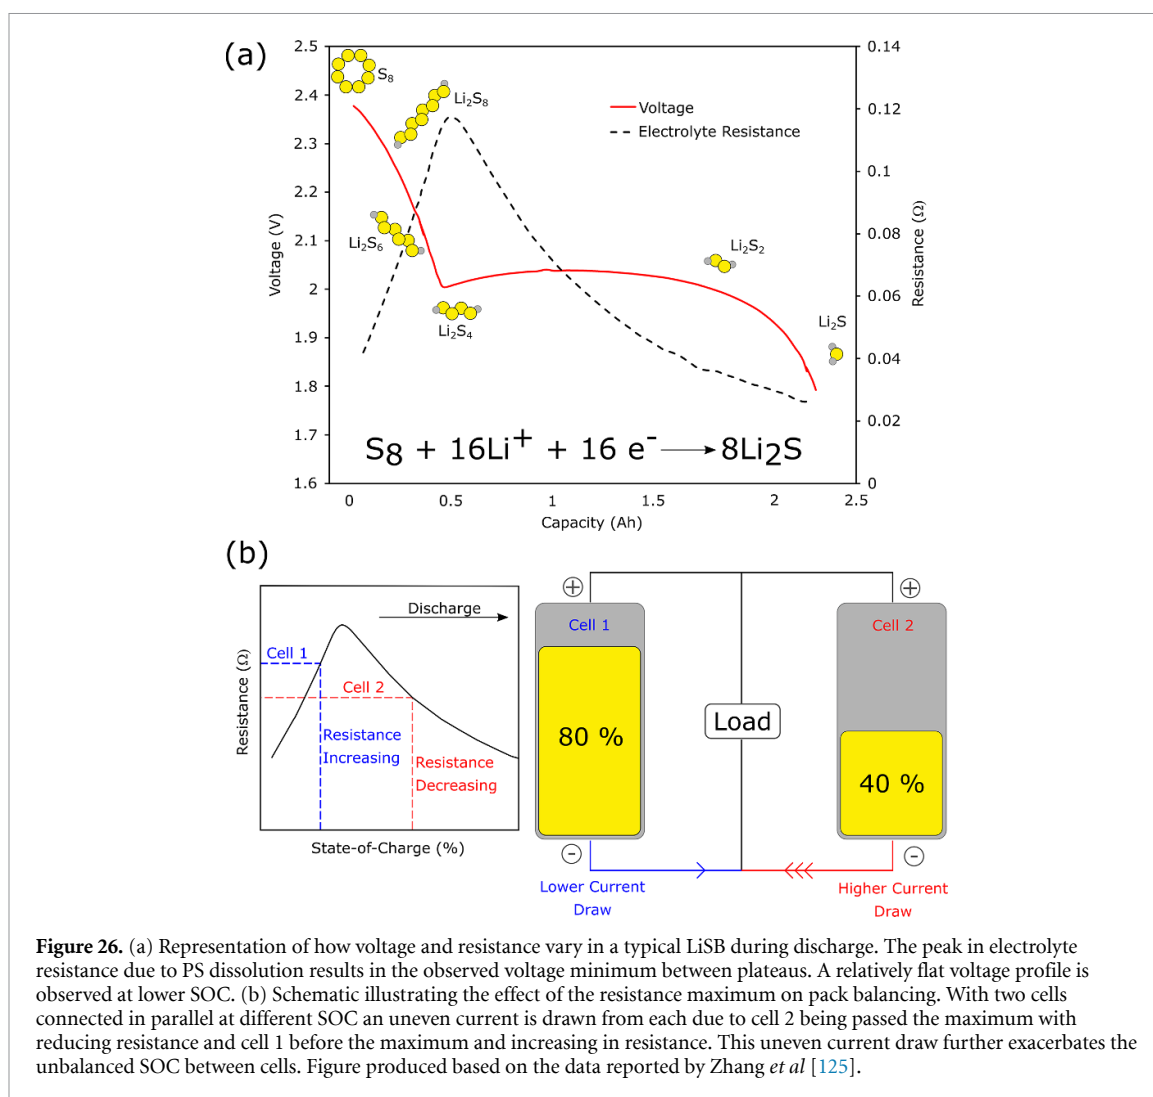 (a)
2.5
2.4
2.3
2.2
2.1
2
1.9
1.8
1.7
1.6
Voltage (V)
S8
Li2S8
Li2S6
Li2S4
Li2S2
Li2S
Voltage
Electrolyte Resistance
0.14
0.12
0.1
0.08
0.06
0.04
0.02
0
Resistance (Ω)
S8 + 16Li+ + 16 e- → 8Li2S
0 0.5 1 1.5 2 2.5
Capacity (Ah)
(b)
Resistance (Ω)
Discharge
Cell 1
Cell 2
Resistance
Increasing
Resistance
Decreasing
State-of-Charge (%)
+
Cell 1
80 %
−
Lower Current
Draw
Load
+
Cell 2
40 %
−
Higher Current
Draw
Figure 26. (a) Representation of how voltage and resistance vary in a typical LiSB during discharge. The peak in electrolyte
resistance due to PS dissolution results in the observed voltage minimum between plateaus. A relatively flat voltage profile is
observed at lower SOC. (b) Schematic illustrating the effect of the resistance maximum on pack balancing. With two cells
connected in parallel at different SOC an uneven current is drawn from each due to cell 2 being passed the maximum with
reducing resistance and cell 1 before the maximum and increasing in resistance. This uneven current draw further exacerbates the
unbalanced SOC between cells. Figure produced based on the data reported by Zhang et al [125].